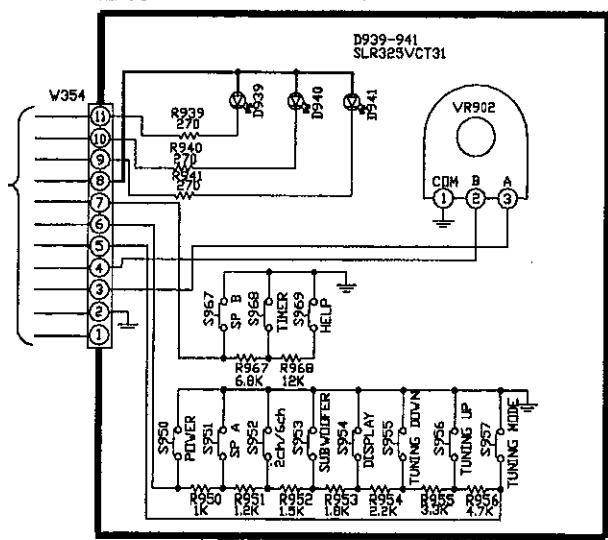 D939-941
SLR325VCT31
W354
11
R939
270
D939
D940
D941
VR902
10
R940
270
9
R941
270
8
COM
B
A
1
2
3
7
6
5
4
3
2
1
S967
SP B
S968
TIMER
S969
HELP
R967
6.8K
R968
12K
S950
POWER
S951
SP A
S952
2ch/6ch
S953
SUBWOOFER
S954
DISPLAY
S955
TUNING DOWN
S956
TUNING UP
S957
TUNING MODE
R950
1K
R951
1.2K
R952
1.5K
R953
1.8K
R954
2.2K
R955
3.3K
R956
4.7K